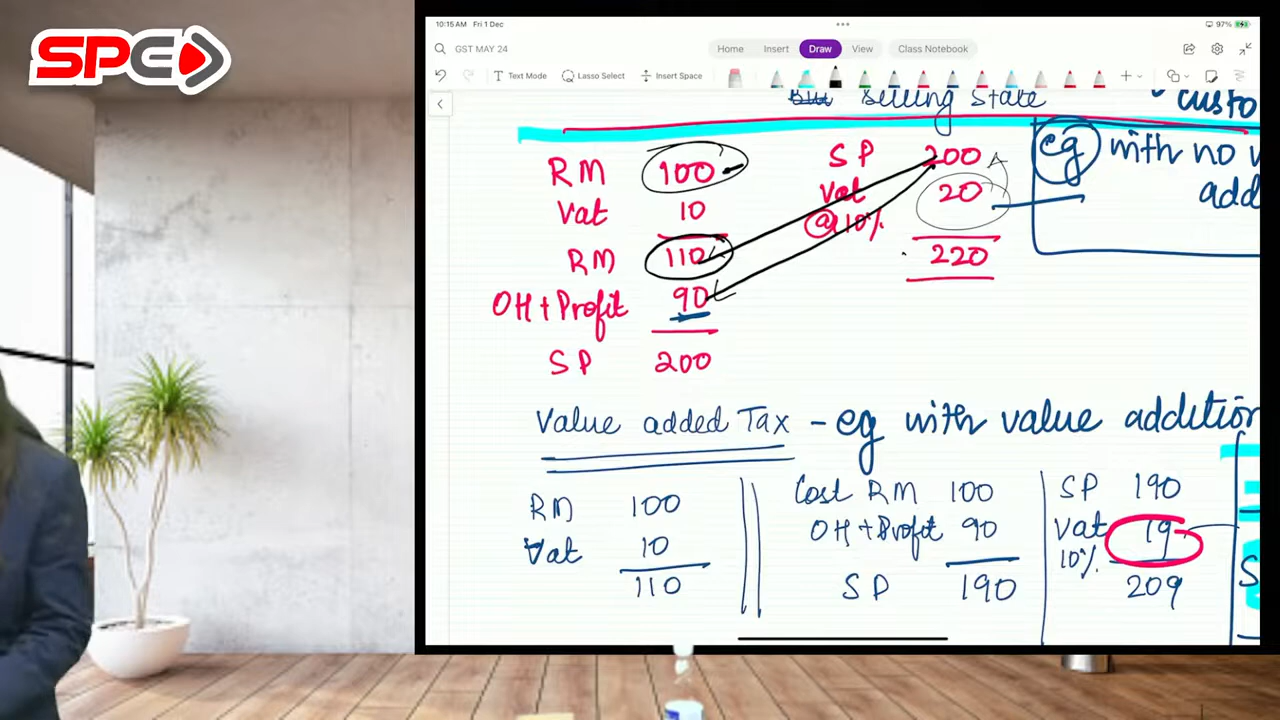 SPED
10:15 AM Fri 1 Dec
97%
GST MAY 24
Home Insert Draw View Class Notebook
Text Mode Lasso Select Insert Space
But Selling State
custo
RM 100
Vat 10
RM 110
OH + Profit 90
SP 200
SP 200
Vat 20
@ 10%
220
eg with no v
add
Value added Tax - eg with value addition
RM 100
Vat 10
110
Cost RM 100
OH + Profit 90
SP 190
SP 190
Vat 19
10%
209
S